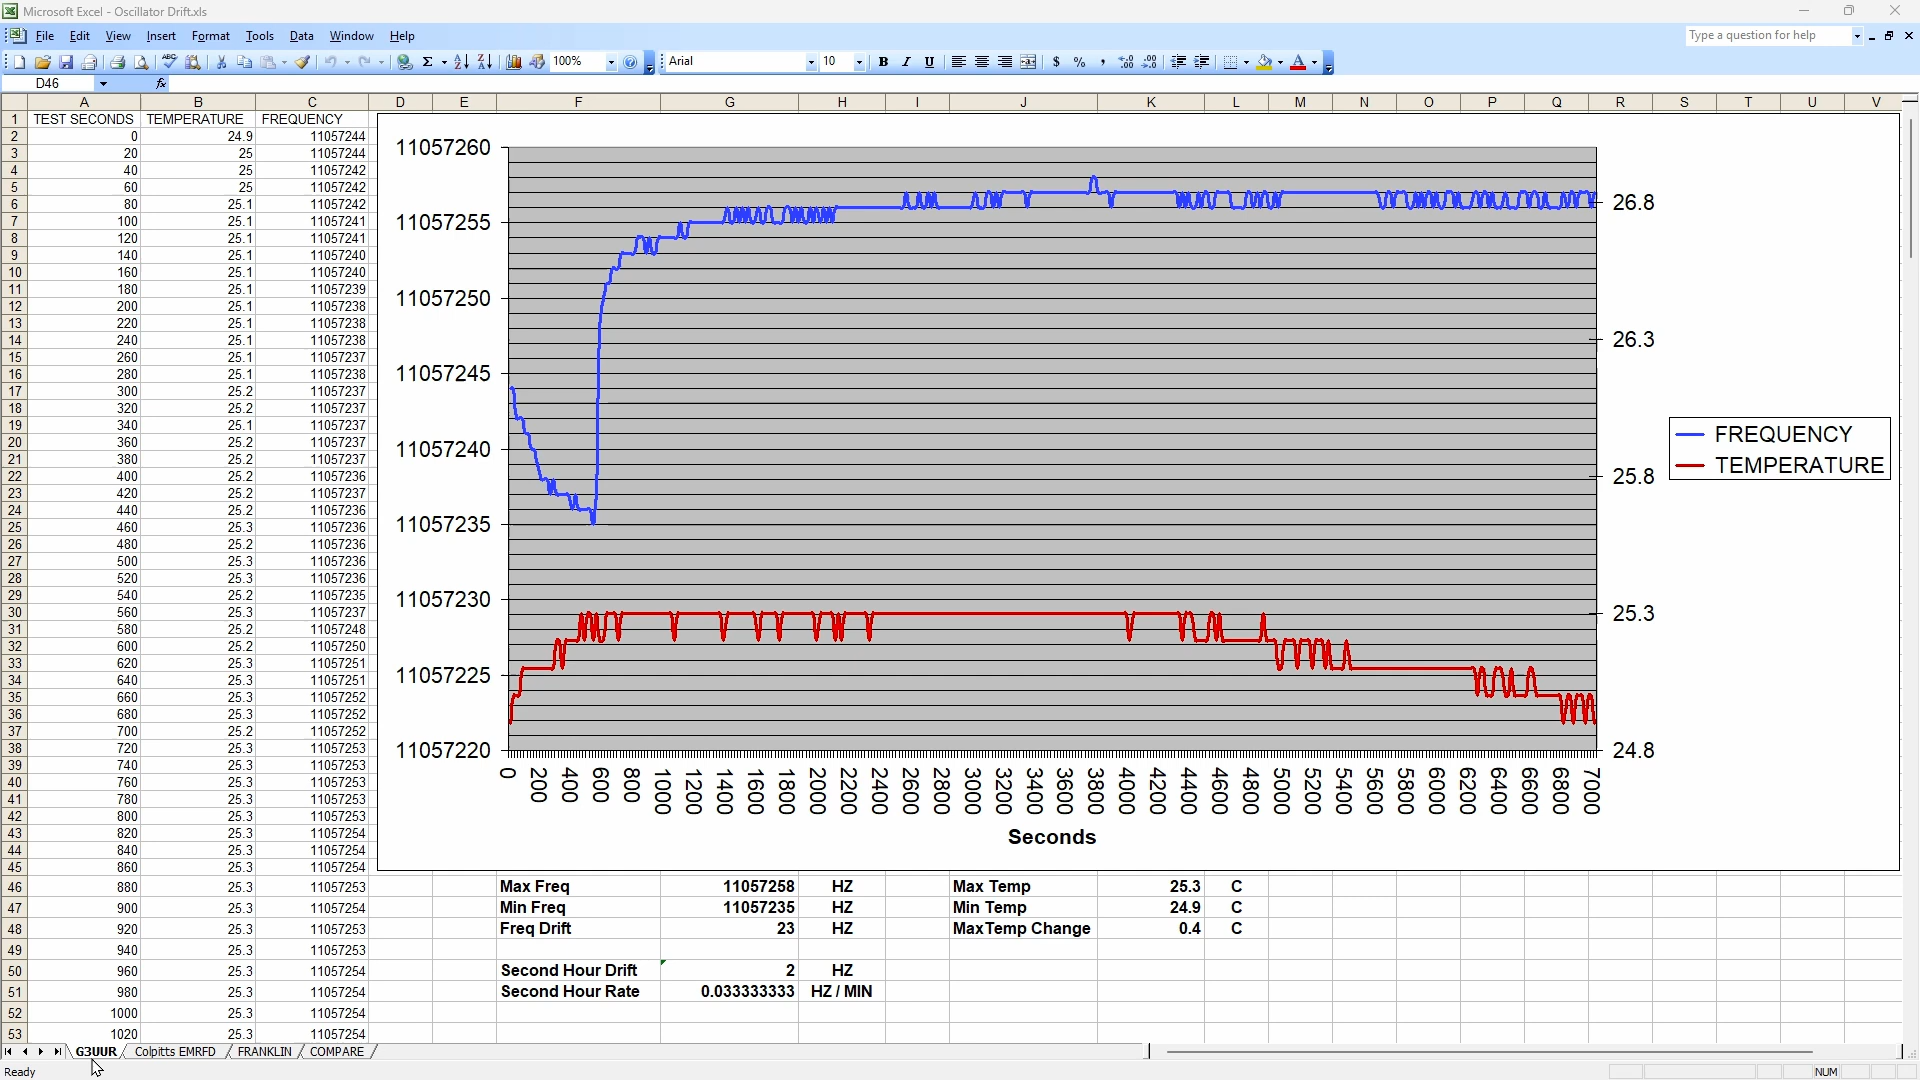 Microsoft Excel - Oscillator Drift.xls
File Edit View Insert Format Tools Data Window Help
Type a question for help
100% Arial 10 B I U $ % ,
D46 fx
A B C D E F G H I J K L M N O P Q R S T U V
1 TEST SECONDS TEMPERATURE FREQUENCY
2 0 24.9 11057244
3 20 25 11057244
4 40 25 11057242
5 60 25 11057242
6 80 25.1 11057242
7 100 25.1 11057241
8 120 25.1 11057241
9 140 25.1 11057240
10 160 25.1 11057240
11 180 25.1 11057239
12 200 25.1 11057238
13 220 25.1 11057238
14 240 25.1 11057238
15 260 25.1 11057237
16 280 25.1 11057238
17 300 25.2 11057237
18 320 25.2 11057237
19 340 25.1 11057237
20 360 25.2 11057237
21 380 25.2 11057237
22 400 25.2 11057236
23 420 25.2 11057237
24 440 25.2 11057236
25 460 25.3 11057236
26 480 25.2 11057236
27 500 25.3 11057236
28 520 25.3 11057236
29 540 25.2 11057235
30 560 25.3 11057237
31 580 25.2 11057248
32 600 25.2 11057250
33 620 25.3 11057251
34 640 25.3 11057251
35 660 25.3 11057252
36 680 25.3 11057252
37 700 25.2 11057252
38 720 25.3 11057253
39 740 25.3 11057253
40 760 25.3 11057253
41 780 25.3 11057253
42 800 25.3 11057253
43 820 25.3 11057254
44 840 25.3 11057254
45 860 25.3 11057254
46 880 25.3 11057253
47 900 25.3 11057254
48 920 25.3 11057253
49 940 25.3 11057253
50 960 25.3 11057254
51 980 25.3 11057254
52 1000 25.3 11057254
53 1020 25.3 11057254
11057260
11057255
11057250
11057245
11057240
11057235
11057230
11057225
11057220
26.8
26.3
25.8
25.3
24.8
FREQUENCY
TEMPERATURE
0 200 400 600 800 1000 1200 1400 1600 1800 2000 2200 2400 2600 2800 3000 3200 3400 3600 3800 4000 4200 4400 4600 4800 5000 5200 5400 5600 5800 6000 6200 6400 6600 6800 7000
Seconds
Max Freq 11057258 HZ Max Temp 25.3 C
Min Freq 11057235 HZ Min Temp 24.9 C
Freq Drift 23 HZ MaxTemp Change 0.4 C
Second Hour Drift 2 HZ
Second Hour Rate 0.033333333 HZ / MIN
G3UUR Colpitts EMRFD FRANKLIN COMPARE
Ready NUM